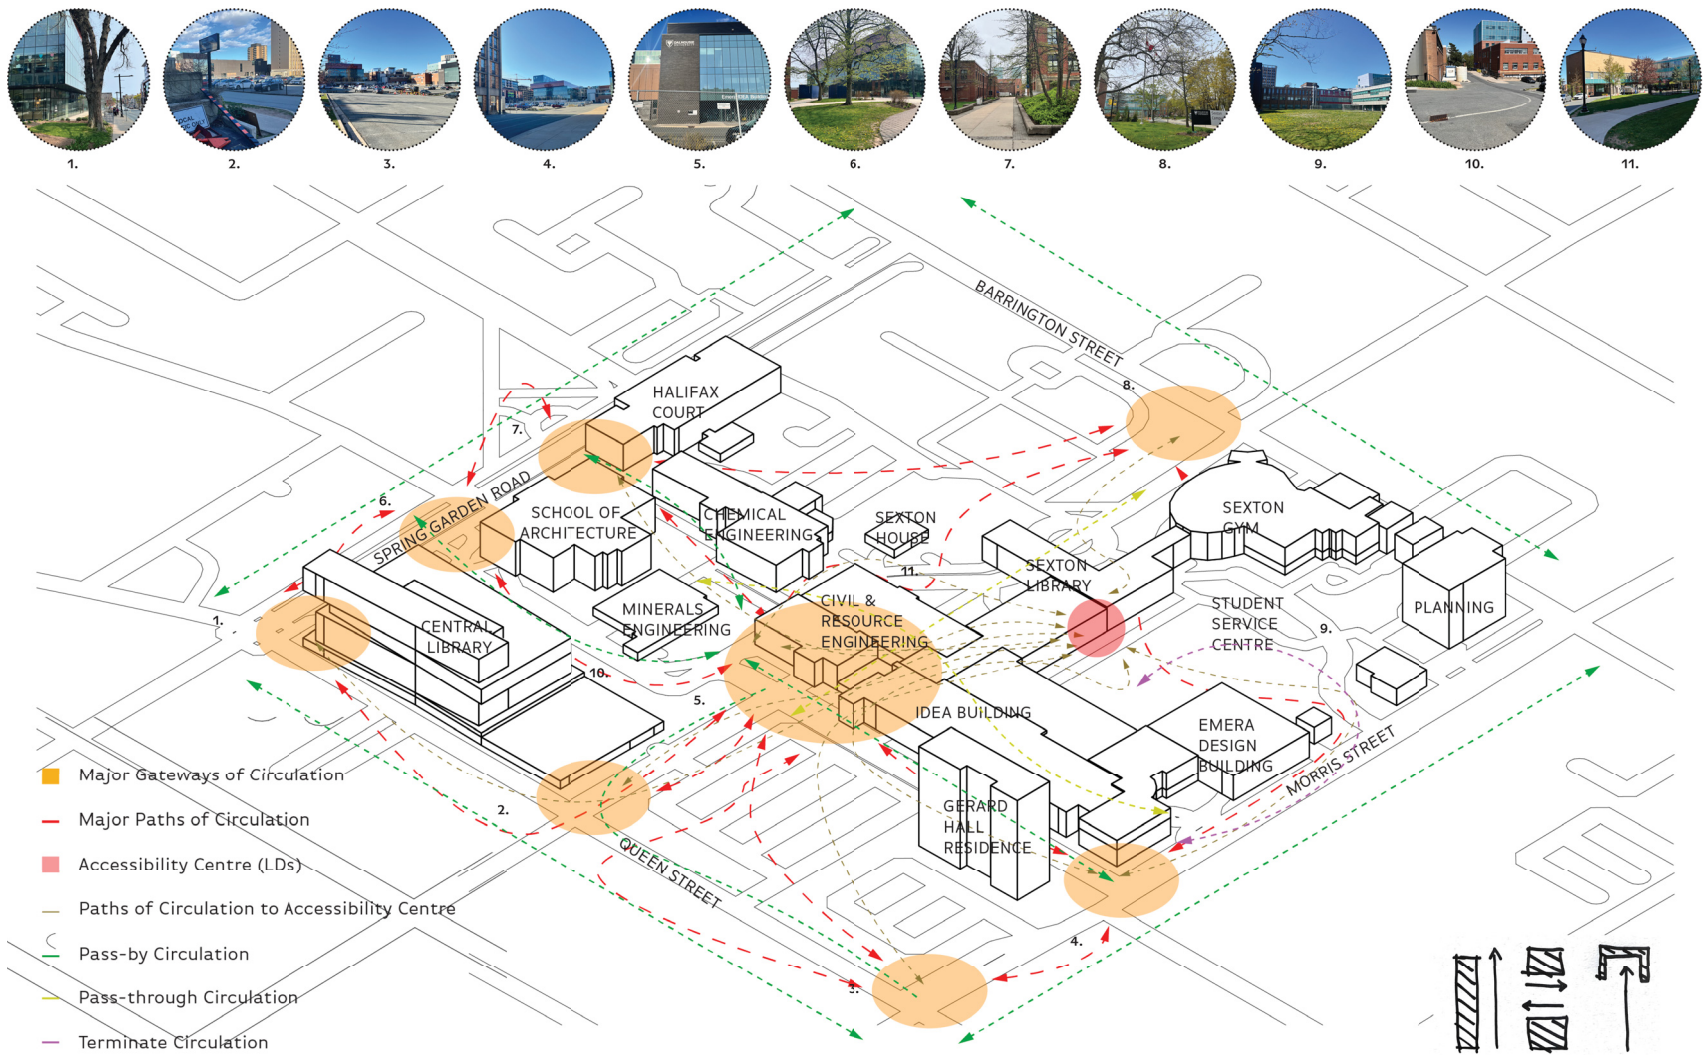 1.
2.
3.
4.
5.
6.
7.
8.
9.
10.
11.
BARRINGTON STREET
8.
HALIFAX
COURT
7.
6.
SPRING GARDEN ROAD
SCHOOL OF
ARCHITECTURE
CHEMICAL
ENGINEERING
SEXTON
HOUSE
SEXTON
GYM
11.
SEXTON
LIBRARY
1.
CENTRAL
LIBRARY
MINERALS
ENGINEERING
CIVIL &
RESOURCE
ENGINEERING
STUDENT
SERVICE
CENTRE
9.
PLANNING
10.
5.
IDEA BUILDING
EMERA
DESIGN
BUILDING
MORRIS STREET
2.
GERARD
HALL
RESIDENCE
QUEEN STREET
4.
3.
Major Gateways of Circulation
Major Paths of Circulation
Accessibility Centre (LDs)
Paths of Circulation to Accessibility Centre
Pass-by Circulation
Pass-through Circulation
Terminate Circulation